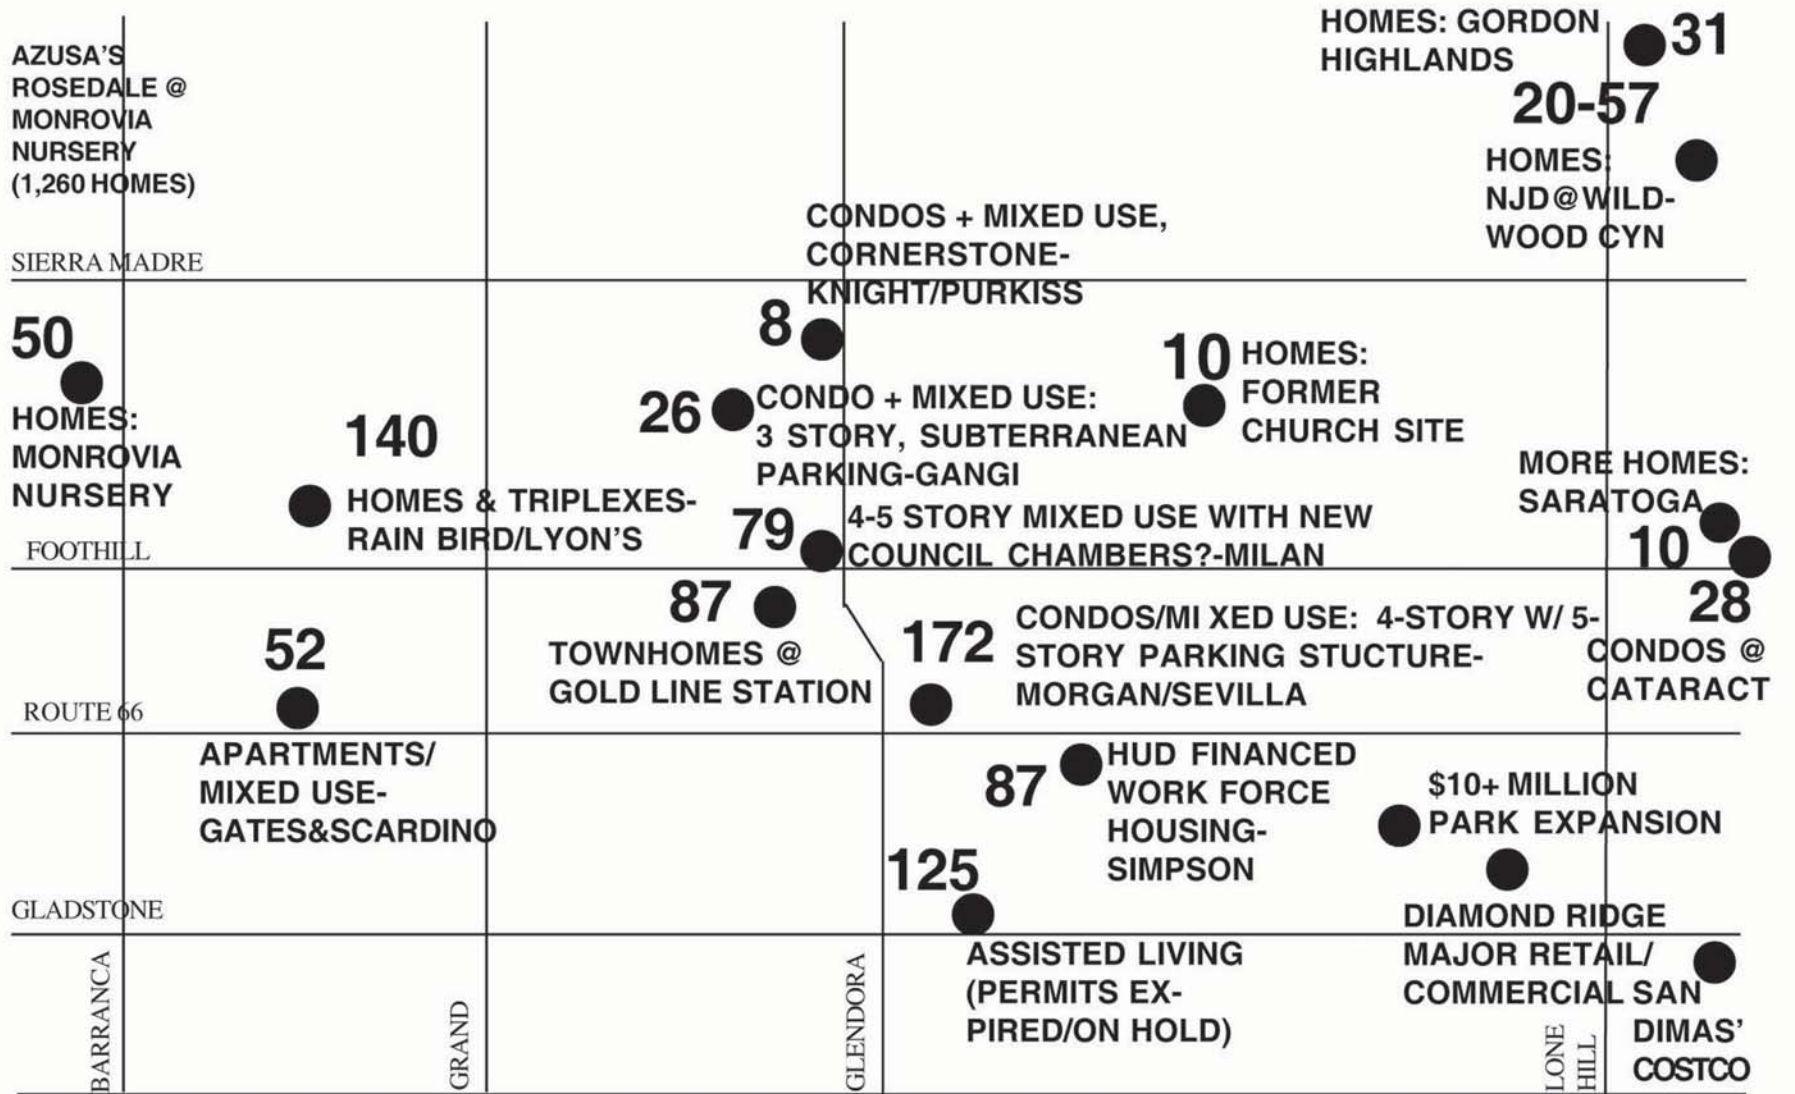 AZUSA'S
ROSEDALE @
MONROVIA
NURSERY
(1,260 HOMES)
HOMES: GORDON
HIGHLANDS
31
20-57
HOMES:
NJD@WILD-
WOOD CYN
SIERRA MADRE
CONDOS + MIXED USE,
CORNERSTONE-
KNIGHT/PURKISS
8
50
HOMES:
MONROVIA
NURSERY
140
HOMES & TRIPLEXES-
RAIN BIRD/LYON'S
26
CONDO + MIXED USE:
3 STORY, SUBTERRANEAN
PARKING-GANGI
10
HOMES:
FORMER
CHURCH SITE
MORE HOMES:
SARATOGA
10
79
4-5 STORY MIXED USE WITH NEW
COUNCIL CHAMBERS?-MILAN
FOOTHILL
87
TOWNHOMES @
GOLD LINE STATION
28
CONDOS @
CATARACT
172
CONDOS/MI XED USE: 4-STORY W/ 5-
STORY PARKING STUCTURE-
MORGAN/SEVILLA
52
ROUTE 66
APARTMENTS/
MIXED USE-
GATES&SCARDINO
87
HUD FINANCED
WORK FORCE
HOUSING-
SIMPSON
$10+ MILLION
PARK EXPANSION
125
GLADSTONE
ASSISTED LIVING
(PERMITS EX-
PIRED/ON HOLD)
DIAMOND RIDGE
MAJOR RETAIL/
COMMERCIAL
SAN
DIMAS'
COSTCO
BARRANCA
GRAND
GLENDORA
LONE
HILL